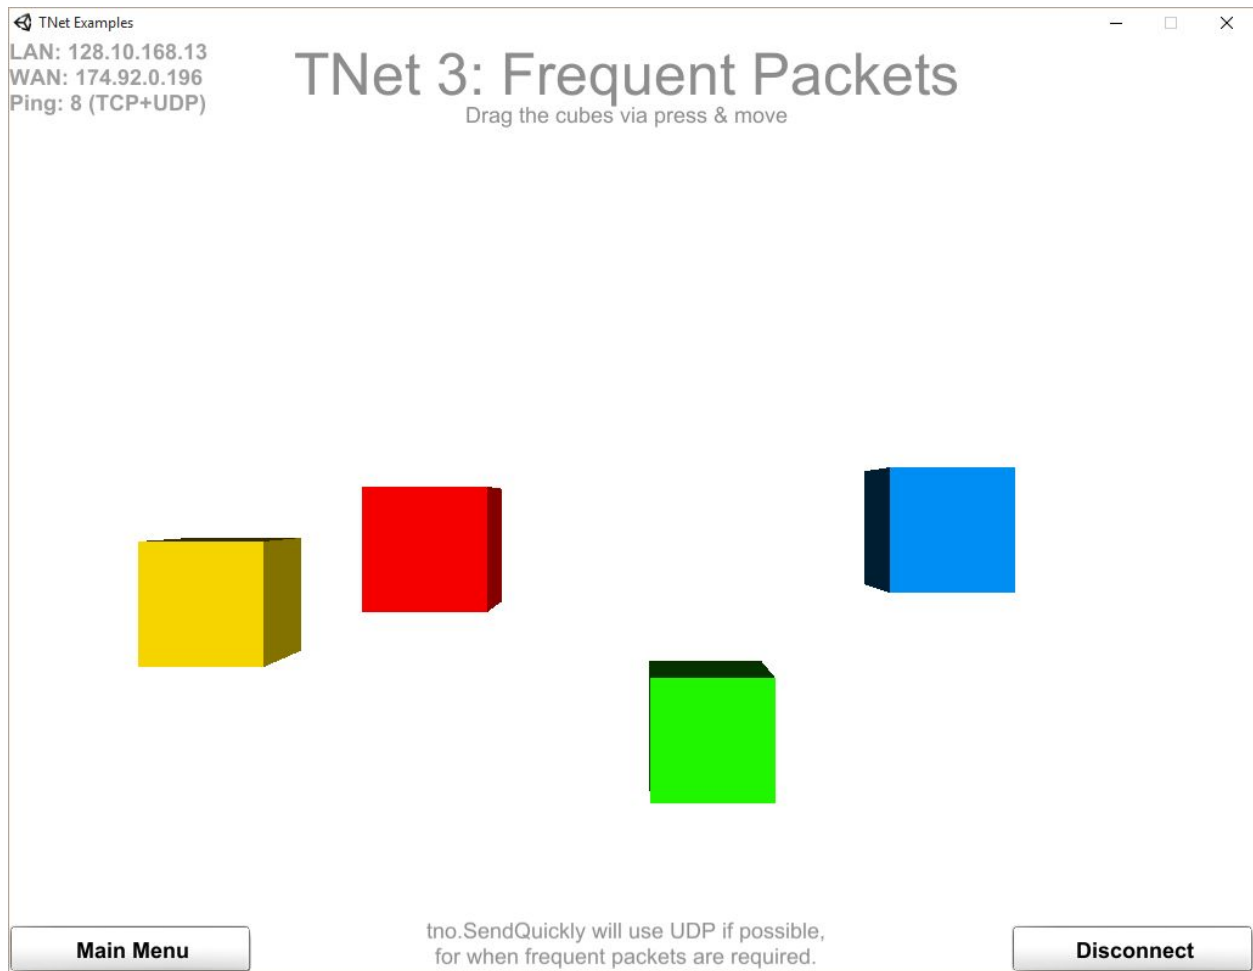 TNet Examples
LAN: 128.10.168.13
WAN: 174.92.0.196
Ping: 8 (TCP+UDP)
TNet 3: Frequent Packets
Drag the cubes via press & move
tno.SendQuickly will use UDP if possible,
for when frequent packets are required.
Main Menu
Disconnect